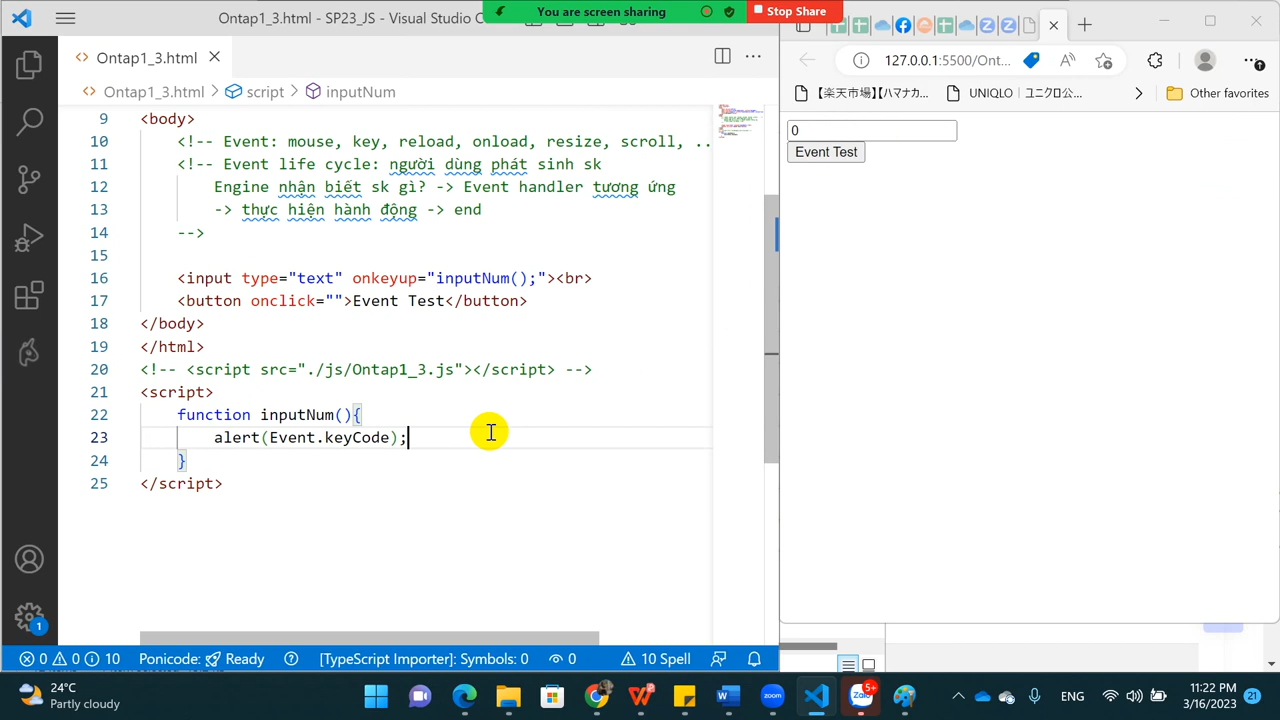 Ontap1_3.html - SP23_JS - Visual Studio C
You are screen sharing
Stop Share
Ontap1_3.html
Ontap1_3.html > script > inputNum
9 <body>
10 <!-- Event: mouse, key, reload, onload, resize, scroll, ..
11 <!-- Event life cycle: người dùng phát sinh sk
12 Engine nhận biết sk gì? -> Event handler tương ứng
13 -> thực hiện hành động -> end
14 -->
15
16 <input type="text" onkeyup="inputNum();"><br>
17 <button onclick="">Event Test</button>
18 </body>
19 </html>
20 <!-- <script src="./js/Ontap1_3.js"></script> -->
21 <script>
22 function inputNum(){
23 alert(Event.keyCode);
24 }
25 </script>
1
0 0 10 Ponicode: Ready [TypeScript Importer]: Symbols: 0 0 10 Spell
127.0.0.1:5500/Ont...
【楽天市場】【ハマナカ... UNIQLO｜ユニクロ公... Other favorites
0
Event Test
24°C
Partly cloudy
W
zoom
Zalo
5+
ENG
11:22 PM
3/16/2023
21